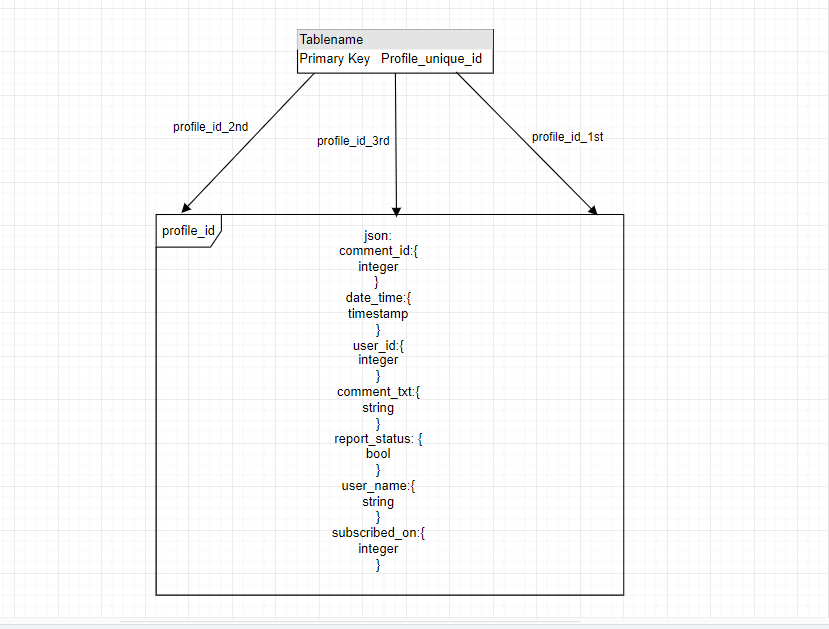 Tablename
Primary Key Profile_unique_id
profile_id_2nd
profile_id_3rd
profile_id_1st
profile_id
json:
comment_id:{
integer
}
date_time:{
timestamp
}
user_id:{
integer
}
comment_txt:{
string
}
report_status: {
bool
}
user_name:{
string
}
subscribed_on:{
integer
}